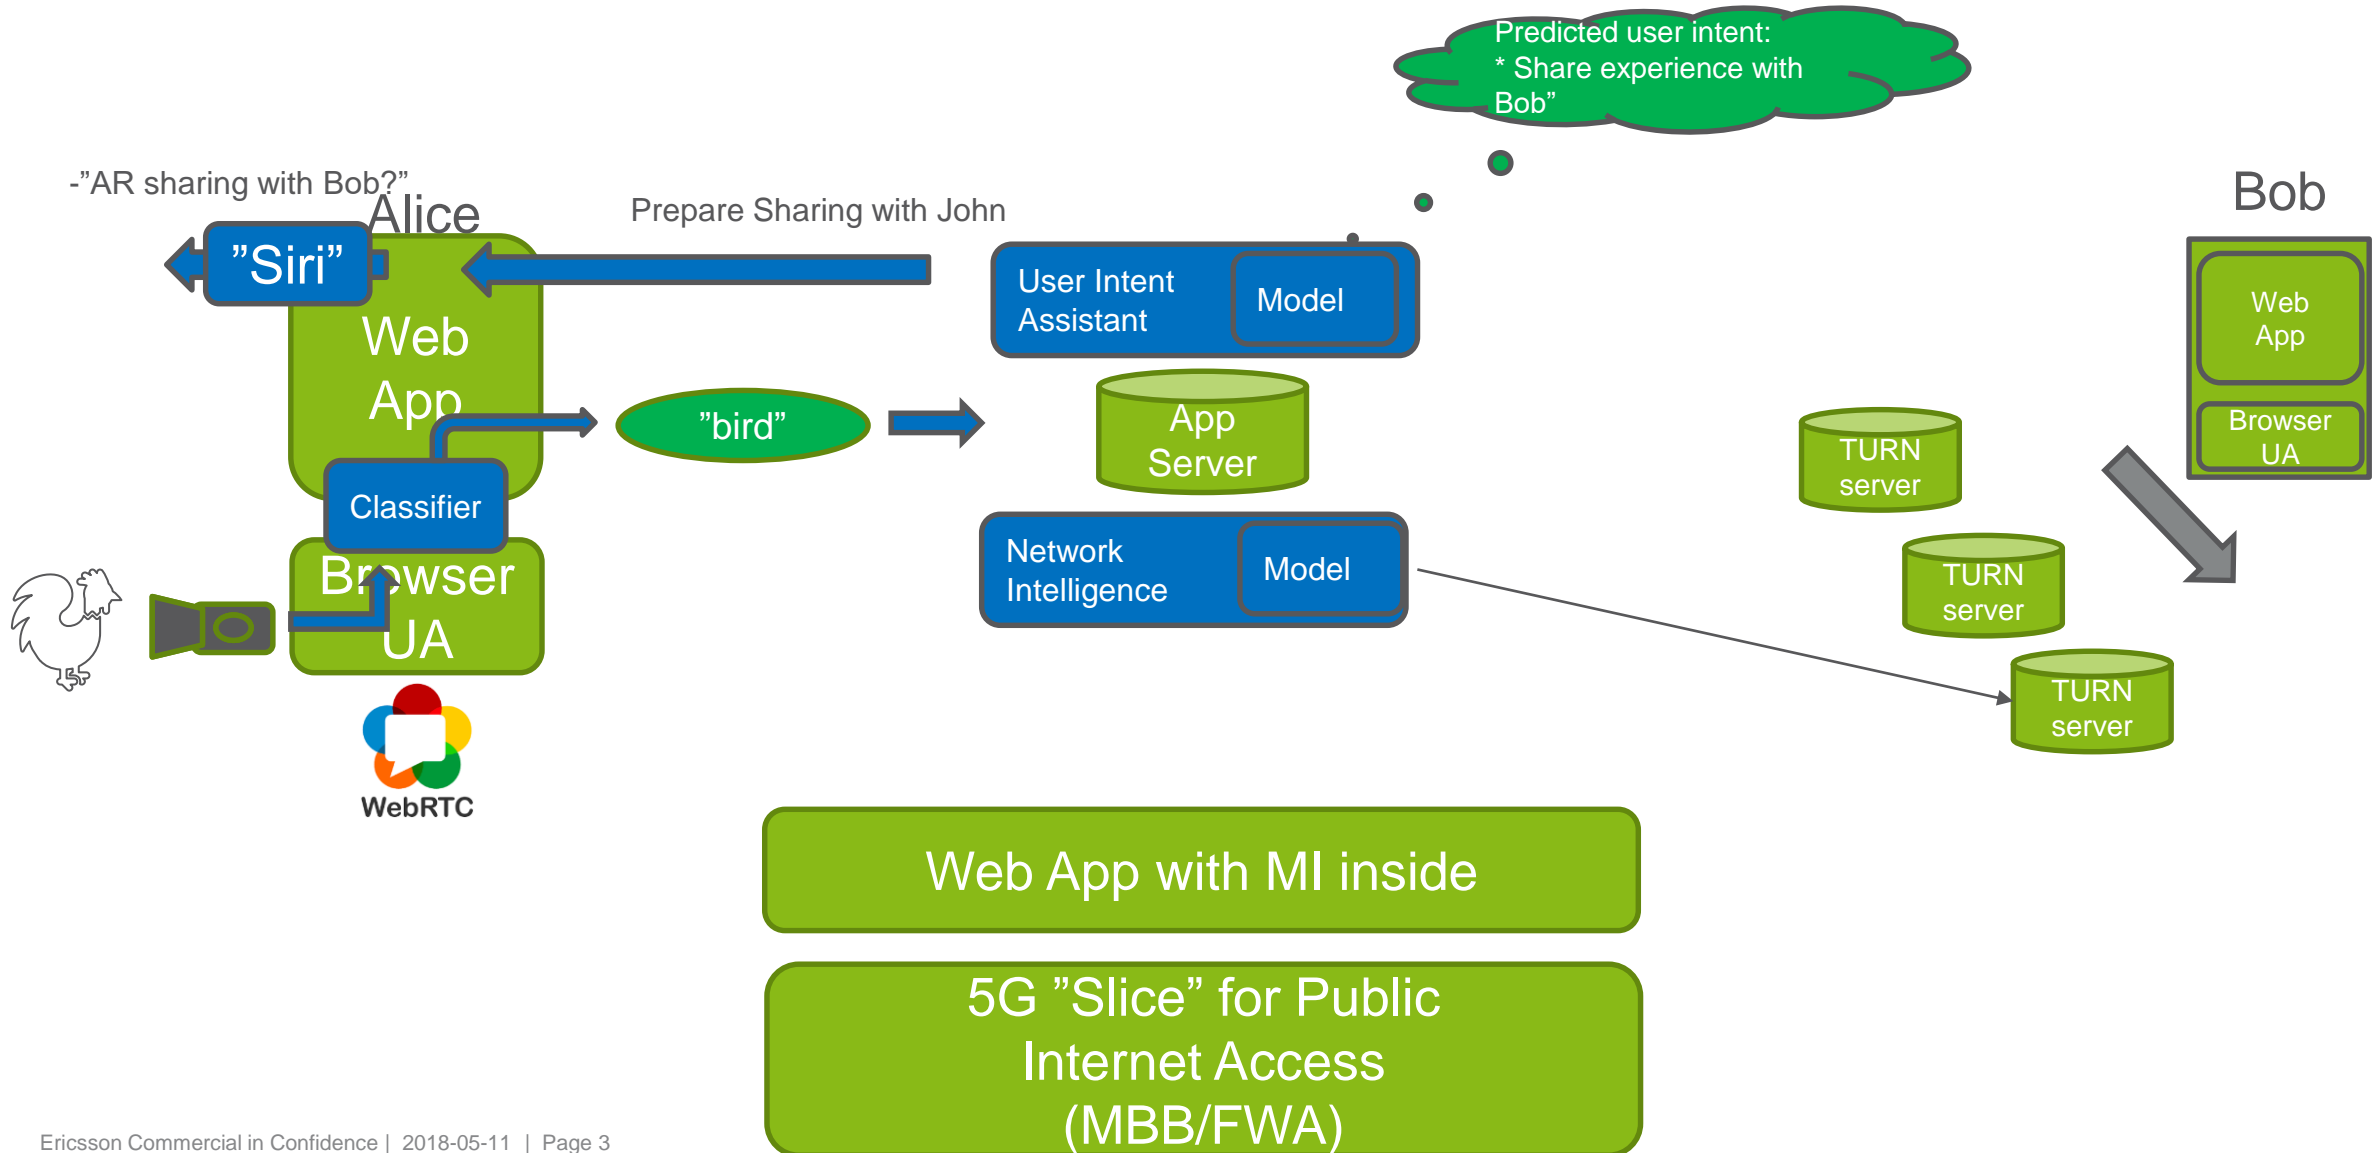 Predicted user intent:
* Share experience with
Bob”
-”AR sharing with Bob?”
Alice
Prepare Sharing with John
Bob
”Siri”
User Intent
Assistant
Model
Web
App
Web
App
”bird”
App
Server
Browser
UA
TURN
server
Classifier
Network
Intelligence
Model
TURN
server
Browser
UA
TURN
server
WebRTC
Web App with MI inside
5G ”Slice” for Public
Internet Access
(MBB/FWA)
Ericsson Commercial in Confidence | 2018-05-11 | Page 3